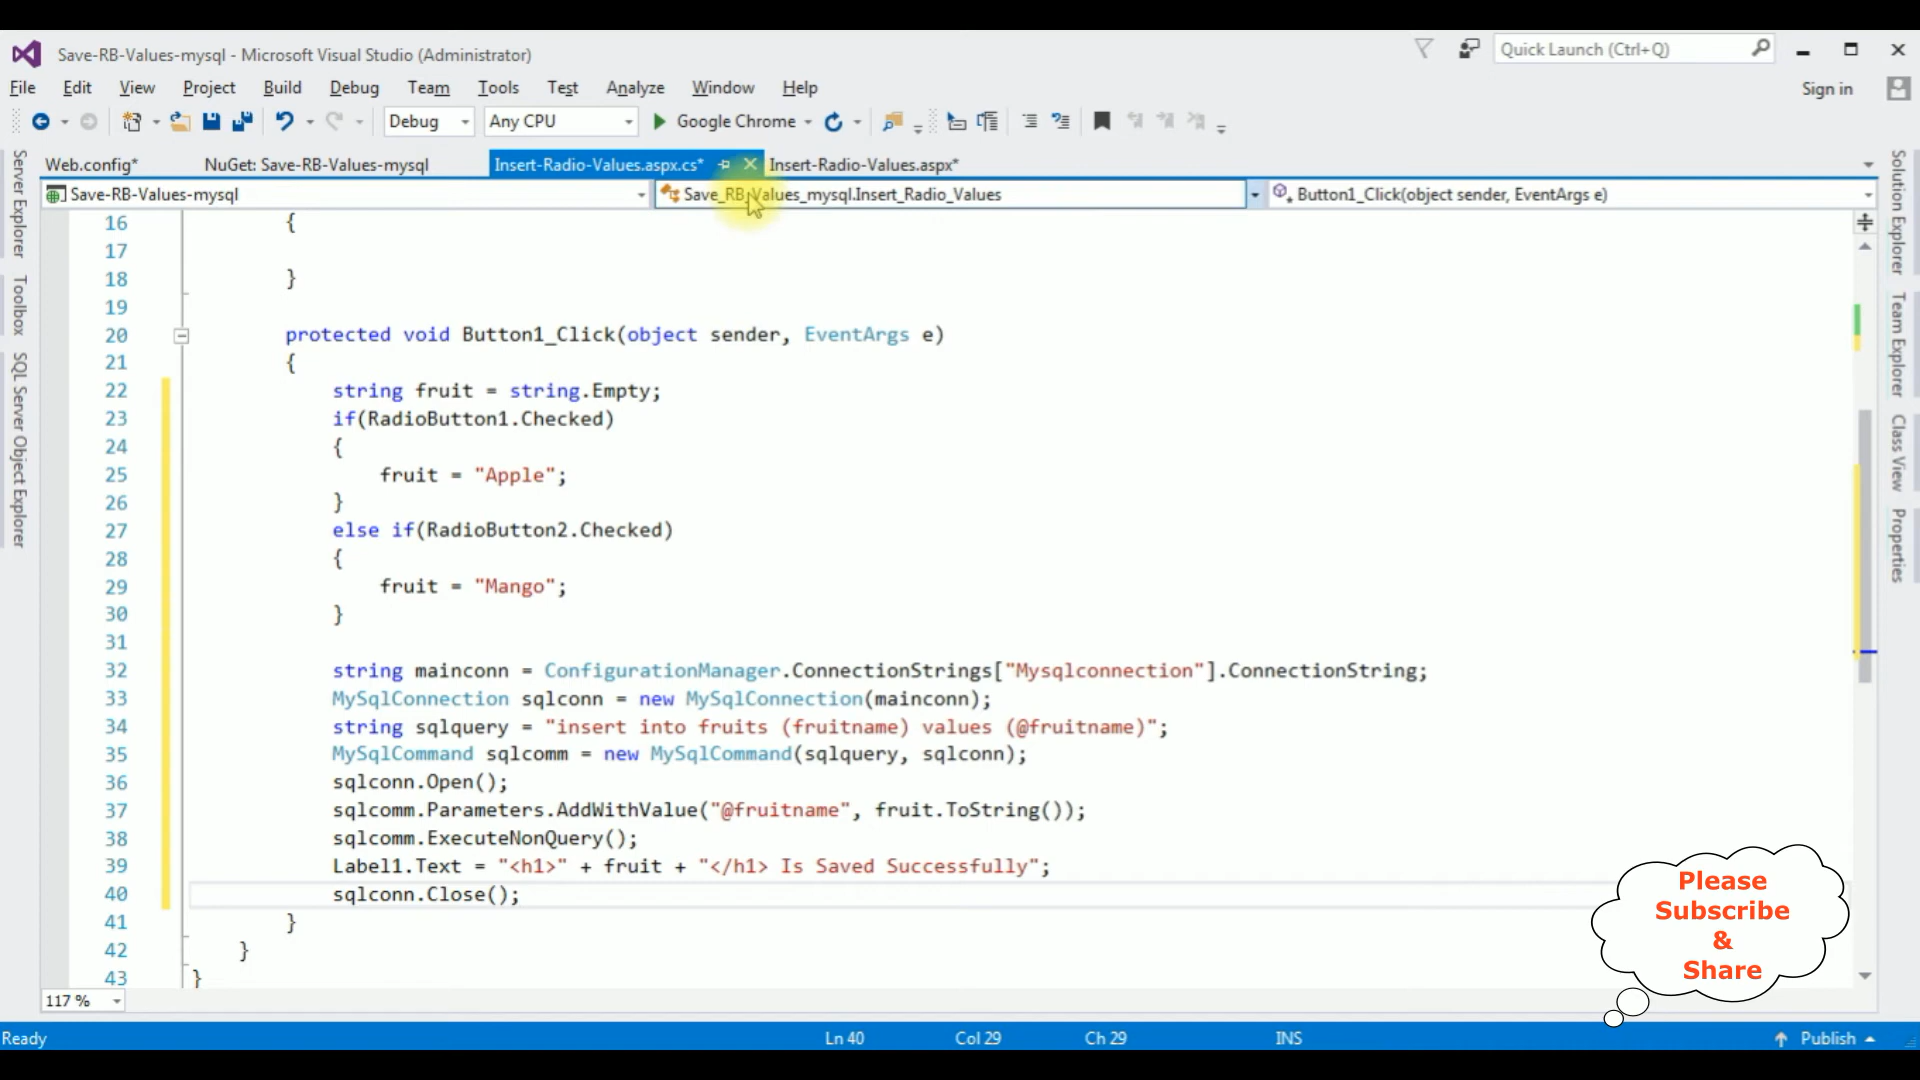 Save-RB-Values-mysql - Microsoft Visual Studio (Administrator)
Quick Launch (Ctrl+Q)
File Edit View Project Build Debug Team Tools Test Analyze Window Help
Sign in
Debug
Any CPU
Google Chrome
Web.config*
NuGet: Save-RB-Values-mysql
Insert-Radio-Values.aspx.cs*
Insert-Radio-Values.aspx*
Save-RB-Values-mysql
Save_RB_Values_mysql.Insert_Radio_Values
Button1_Click(object sender, EventArgs e)
Server Explorer
Toolbox
SQL Server Object Explorer
16 {
17
18 }
19
20 protected void Button1_Click(object sender, EventArgs e)
21 {
22 string fruit = string.Empty;
23 if(RadioButton1.Checked)
24 {
25 fruit = "Apple";
26 }
27 else if(RadioButton2.Checked)
28 {
29 fruit = "Mango";
30 }
31
32 string mainconn = ConfigurationManager.ConnectionStrings["Mysqlconnection"].ConnectionString;
33 MySqlConnection sqlconn = new MySqlConnection(mainconn);
34 string sqlquery = "insert into fruits (fruitname) values (@fruitname)";
35 MySqlCommand sqlcomm = new MySqlCommand(sqlquery, sqlconn);
36 sqlconn.Open();
37 sqlcomm.Parameters.AddWithValue("@fruitname", fruit.ToString());
38 sqlcomm.ExecuteNonQuery();
39 Label1.Text = "<h1>" + fruit + "</h1> Is Saved Successfully";
40 sqlconn.Close();
41 }
42 }
43 }
Solution Explorer
Team Explorer
Class View
Properties
Please
Subscribe
&
Share
117 %
Ready
Ln 40
Col 29
Ch 29
INS
Publish